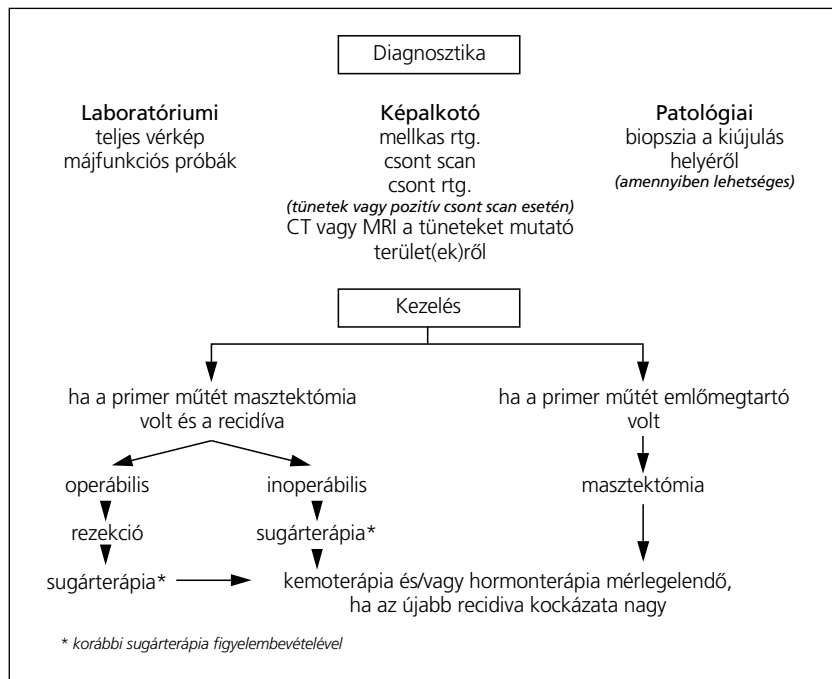 Diagnosztika
Laboratóriumi
teljes vérkép
májfunkciós próbák
Képalkotó
mellkas rtg.
csont scan
csont rtg.
(tünetek vagy pozitív csont scan esetén)
CT vagy MRI a tüneteket mutató
terület(ek)ről
Patológiai
biopszia a kiújulás
helyéről
(amennyiben lehetséges)
Kezelés
ha a primer műtét masztektómia
volt és a recidíva
ha a primer műtét emlőmegtartó
volt
operábilis
inoperábilis
masztektómia
rezekció
sugárterápia*
sugárterápia*
kemoterápia és/vagy hormonterápia mérlegelendő,
ha az újabb recidiva kockázata nagy
* korábbi sugárterápia figyelembevételével